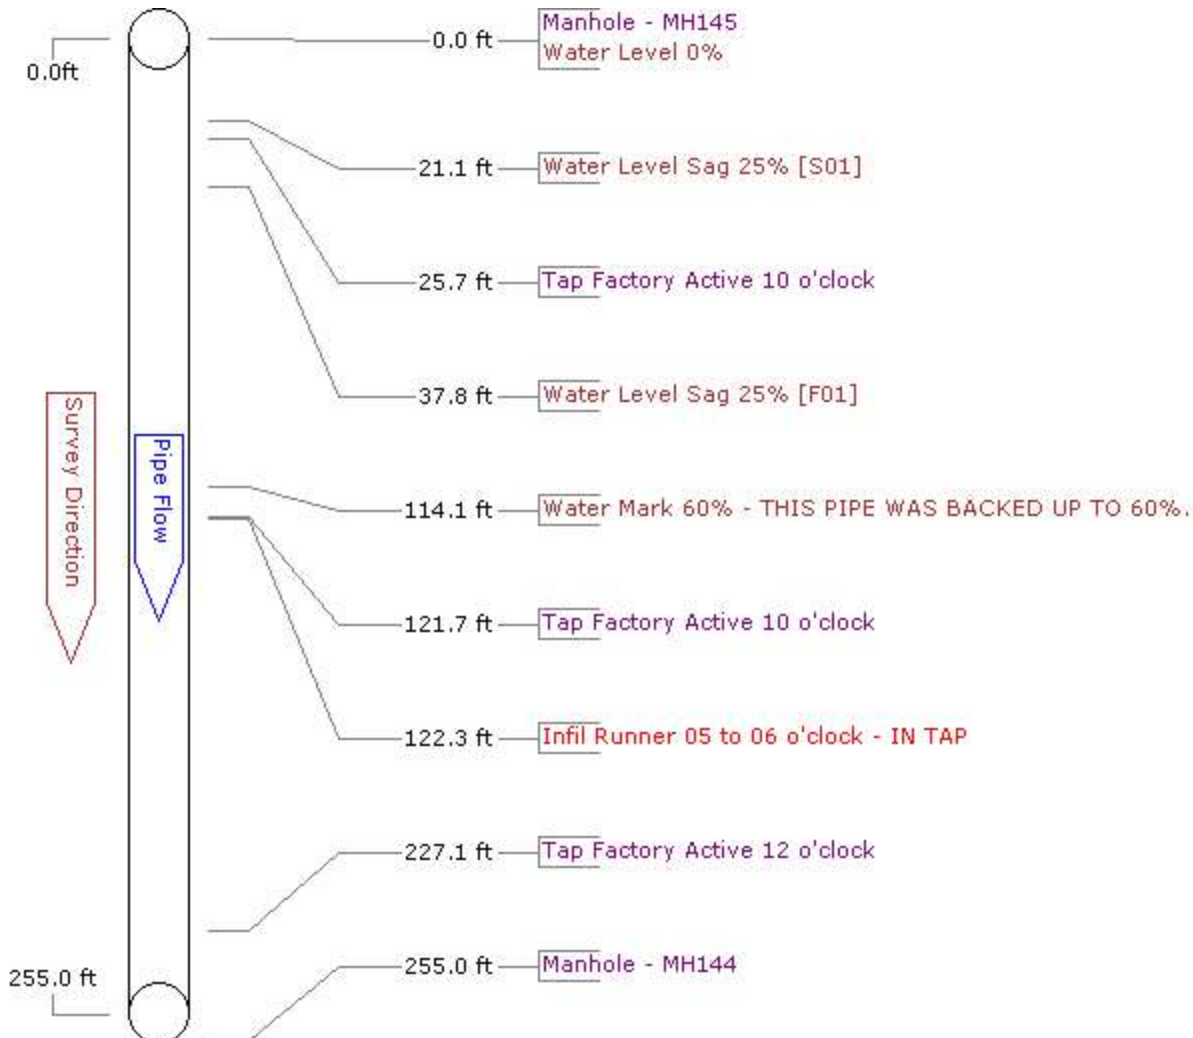 0.0ft
0.0 ft
Manhole - MH145
Water Level 0%
21.1 ft Water Level Sag 25% [S01]
25.7 ft Tap Factory Active 10 o'clock
37.8 ft Water Level Sag 25% [F01]
Survey Direction
Pipe Flow
114.1 ft Water Mark 60% - THIS PIPE WAS BACKED UP TO 60%.
121.7 ft Tap Factory Active 10 o'clock
122.3 ft Infil Runner 05 to 06 o'clock - IN TAP
227.1 ft Tap Factory Active 12 o'clock
255.0 ft Manhole - MH144
255.0 ft